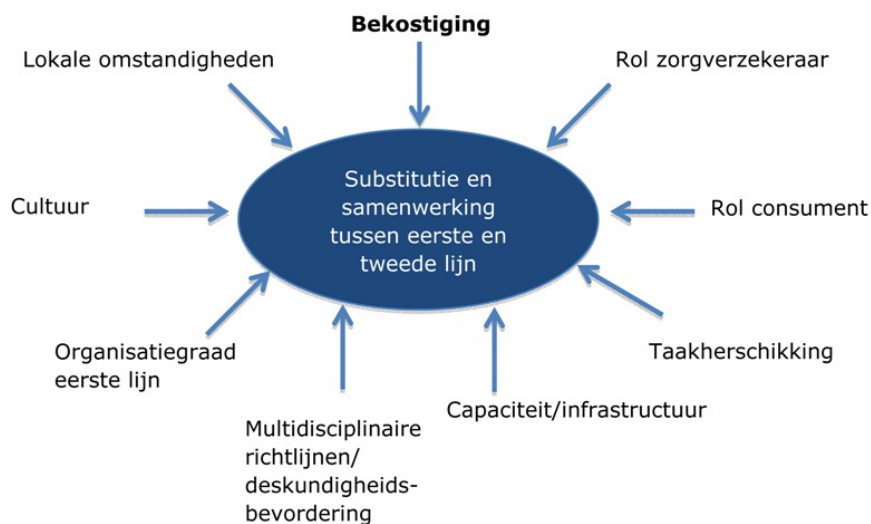 Bekostiging
Lokale omstandigheden
Rol zorgverzekeraar
Substitutie en
samenwerking
tussen eerste en
tweede lijn
Cultuur
Rol consument
Organisatiegraad
eerste lijn
Taakherschikking
Multidisciplinaire
richtlijnen/
deskundigheids-
bevordering
Capaciteit/infrastructuur